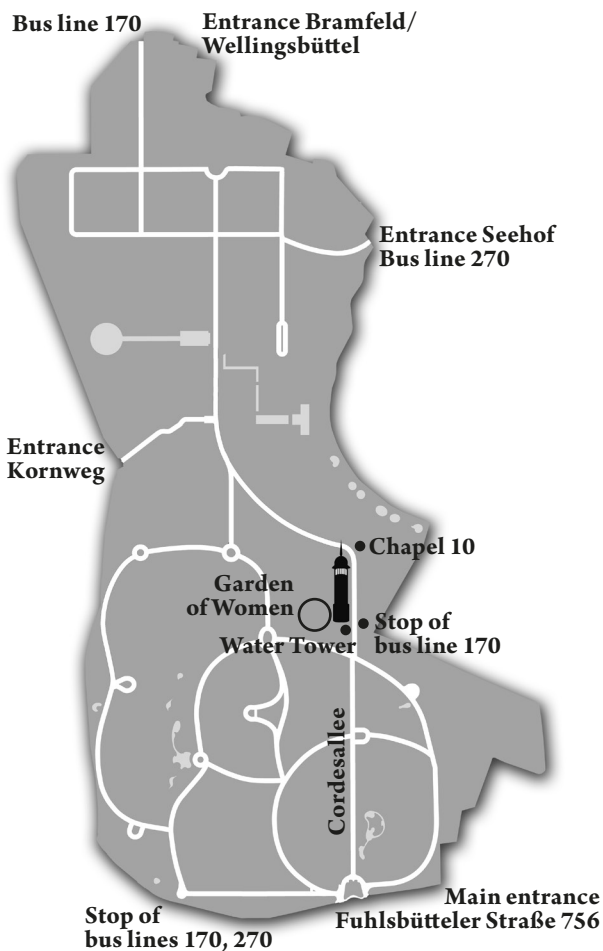 Bus line 170
Entrance Bramfeld/
Wellingsbüttel
Entrance Seehof
Bus line 270
Entrance
Kornweg
Chapel 10
Garden
of Women
Stop of
bus line 170
Water Tower
Cordesallee
Main entrance
Fuhlsbütteler Straße 756
Stop of
bus lines 170, 270